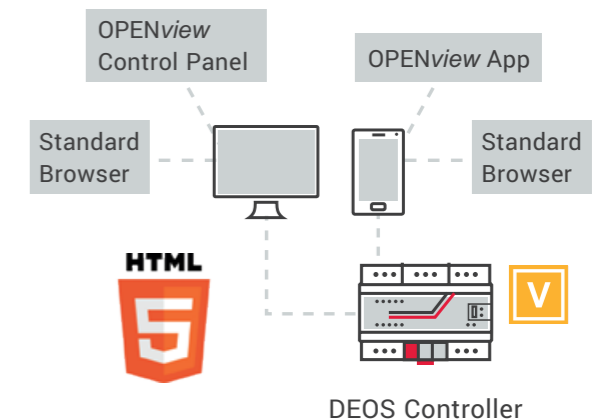 OPENview
Control Panel
OPENview App
Standard
Browser
Standard
Browser
HTML
5
V
DEOS Controller